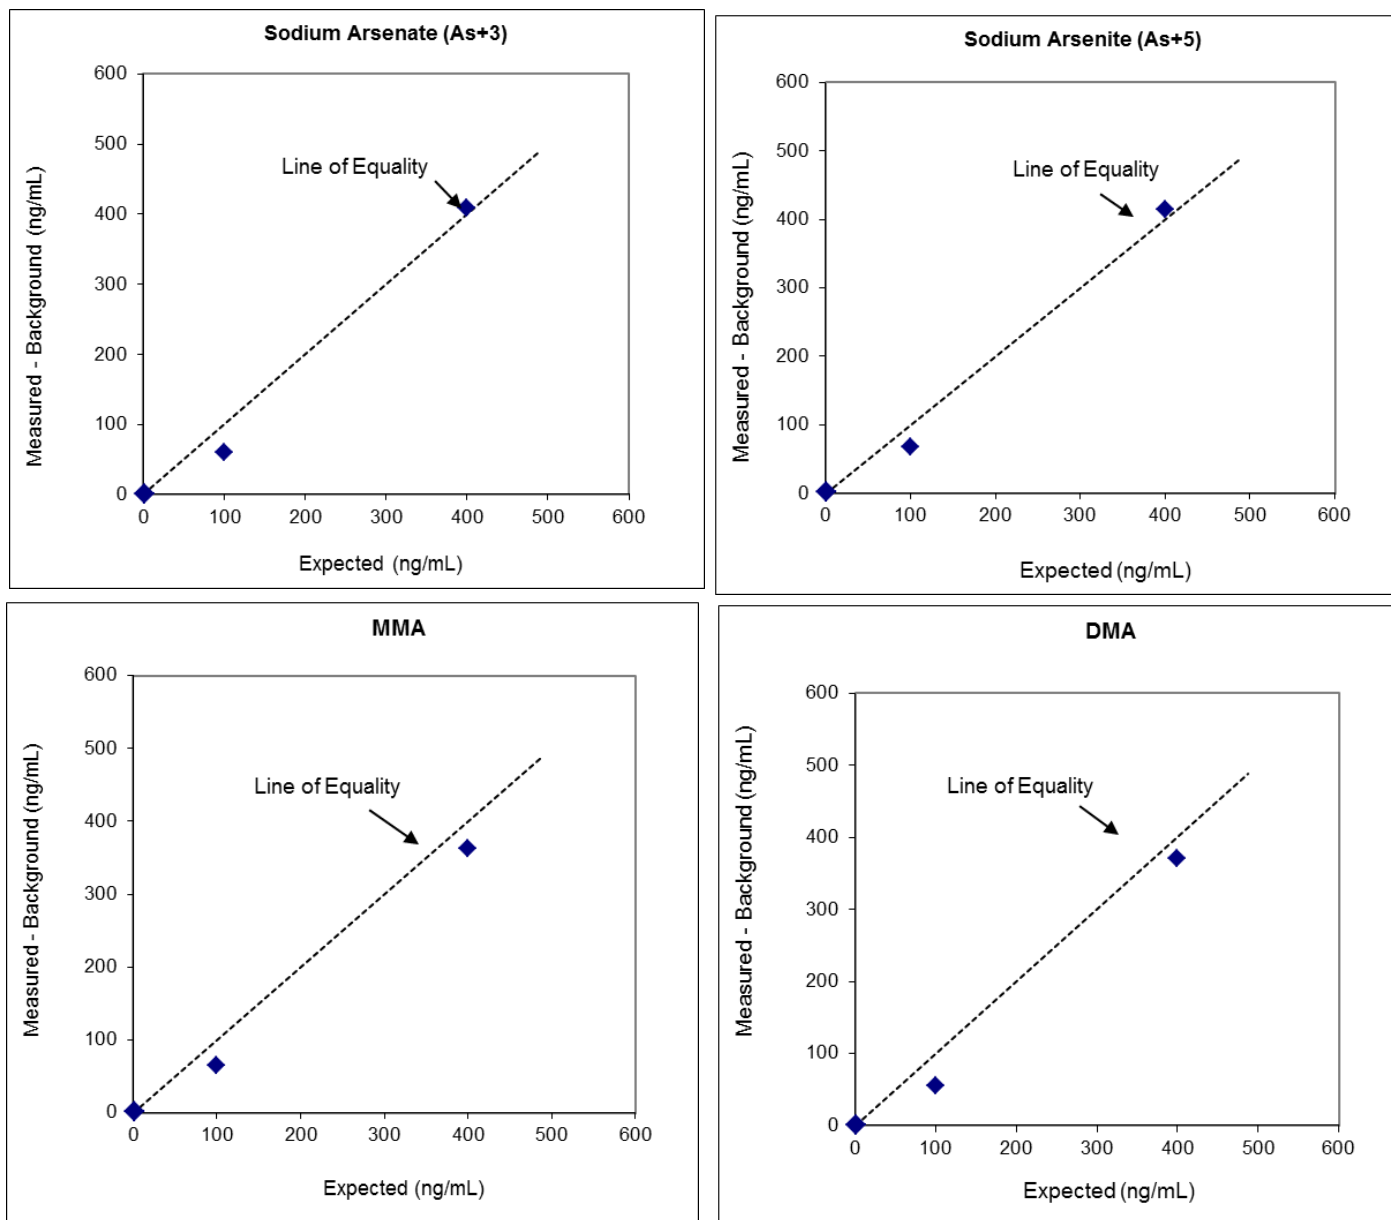 Sodium Arsenate (As+3)
600
500
400
300
200
100
0
0 100 200 300 400 500 600
Measured - Background (ng/mL)
Line of Equality
Expected (ng/mL)
Sodium Arsenite (As+5)
600
500
400
300
200
100
0
0 100 200 300 400 500 600
Measured - Background (ng/mL)
Line of Equality
Expected (ng/mL)
MMA
600
500
400
300
200
100
0
0 100 200 300 400 500 600
Measured - Background (ng/mL)
Line of Equality
Expected (ng/mL)
DMA
600
500
400
300
200
100
0
0 100 200 300 400 500 600
Measured - Background (ng/mL)
Line of Equality
Expected (ng/mL)